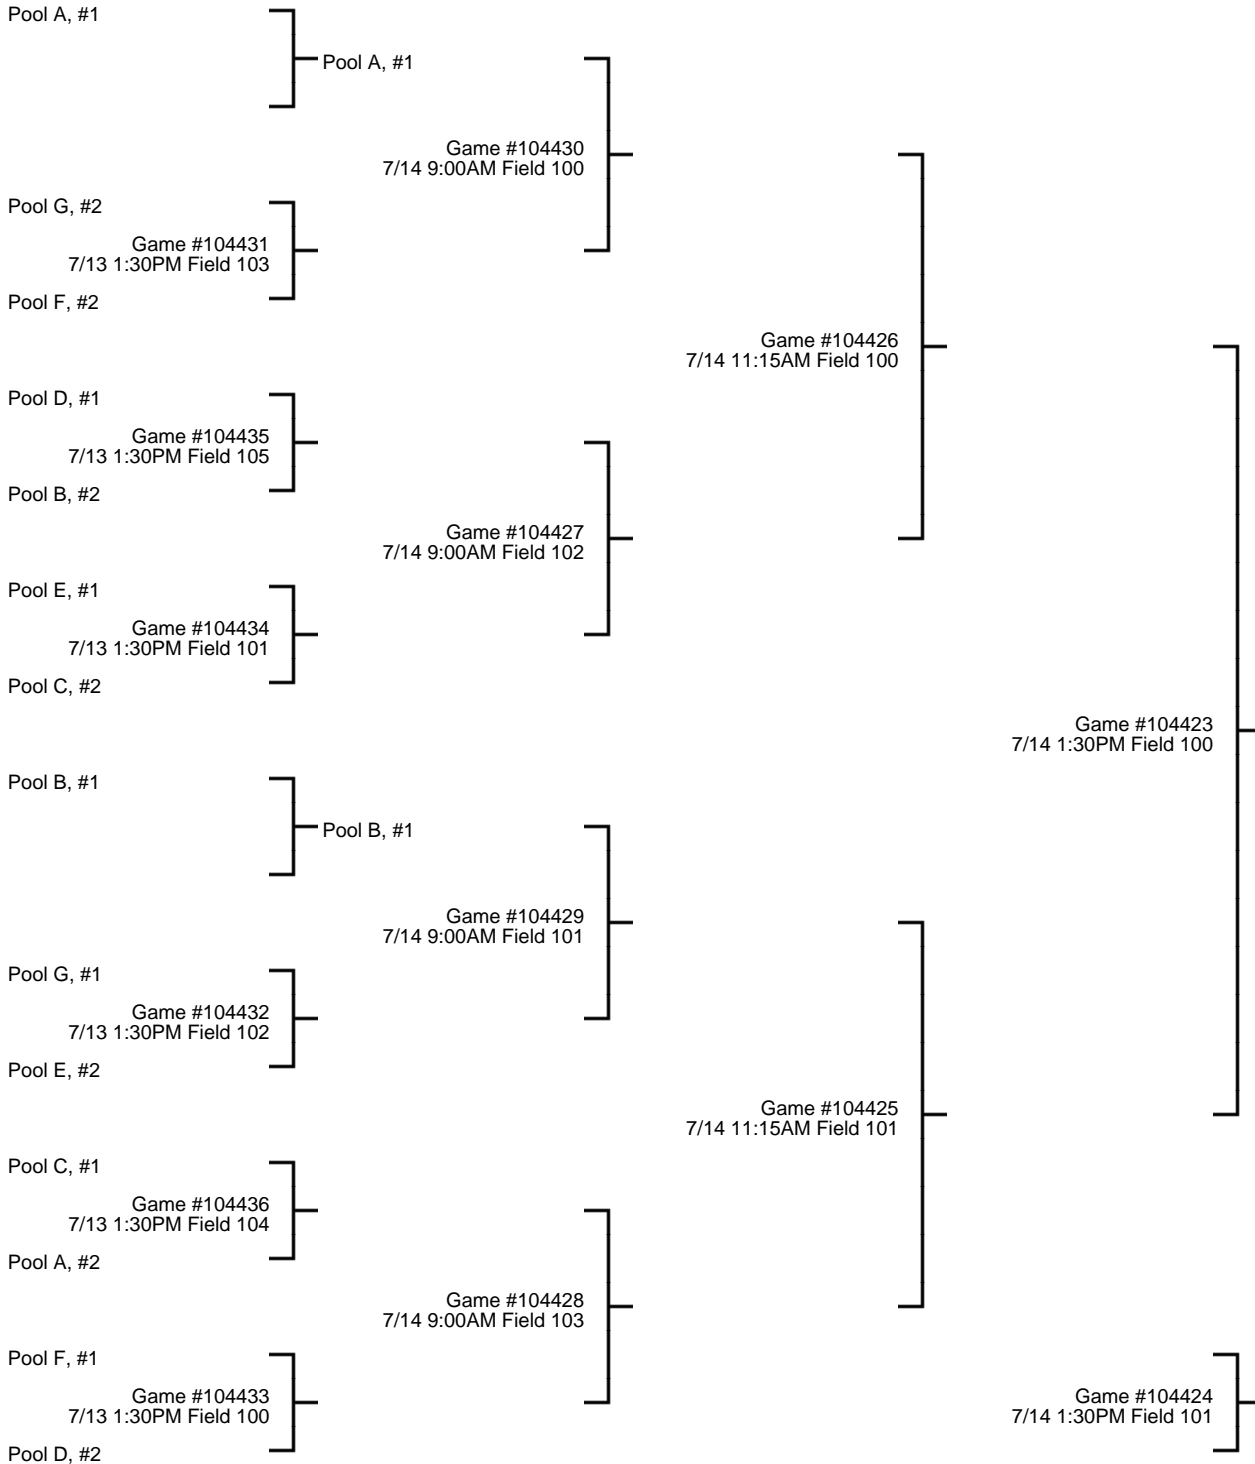 Pool A, #1
Pool A, #1
Game #104430
7/14 9:00AM Field 100
Pool G, #2
Game #104431
7/13 1:30PM Field 103
Pool F, #2
Game #104426
7/14 11:15AM Field 100
Pool D, #1
Game #104435
7/13 1:30PM Field 105
Pool B, #2
Game #104427
7/14 9:00AM Field 102
Pool E, #1
Game #104434
7/13 1:30PM Field 101
Pool C, #2
Game #104423
7/14 1:30PM Field 100
Pool B, #1
Pool B, #1
Game #104429
7/14 9:00AM Field 101
Pool G, #1
Game #104432
7/13 1:30PM Field 102
Pool E, #2
Game #104425
7/14 11:15AM Field 101
Pool C, #1
Game #104436
7/13 1:30PM Field 104
Pool A, #2
Game #104428
7/14 9:00AM Field 103
Pool F, #1
Game #104433
7/13 1:30PM Field 100
Game #104424
7/14 1:30PM Field 101
Pool D, #2